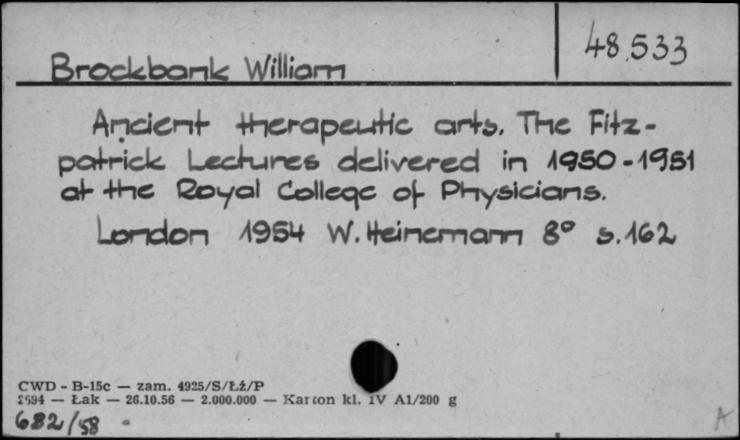 48.533
Brockbank William
Ancient therapeutic arts. The Fitz-
patrick Lectures delivered in 1950-1951
at the Royal College of Physicians.
London 1954 W. Heinemann 8° s.162
CWD - B-15c — zam. 4925/S/Łź/P
2694 — Łak — 26.10.56 — 2.000.000 — Karton kl. IV A1/200 g
682/58
A